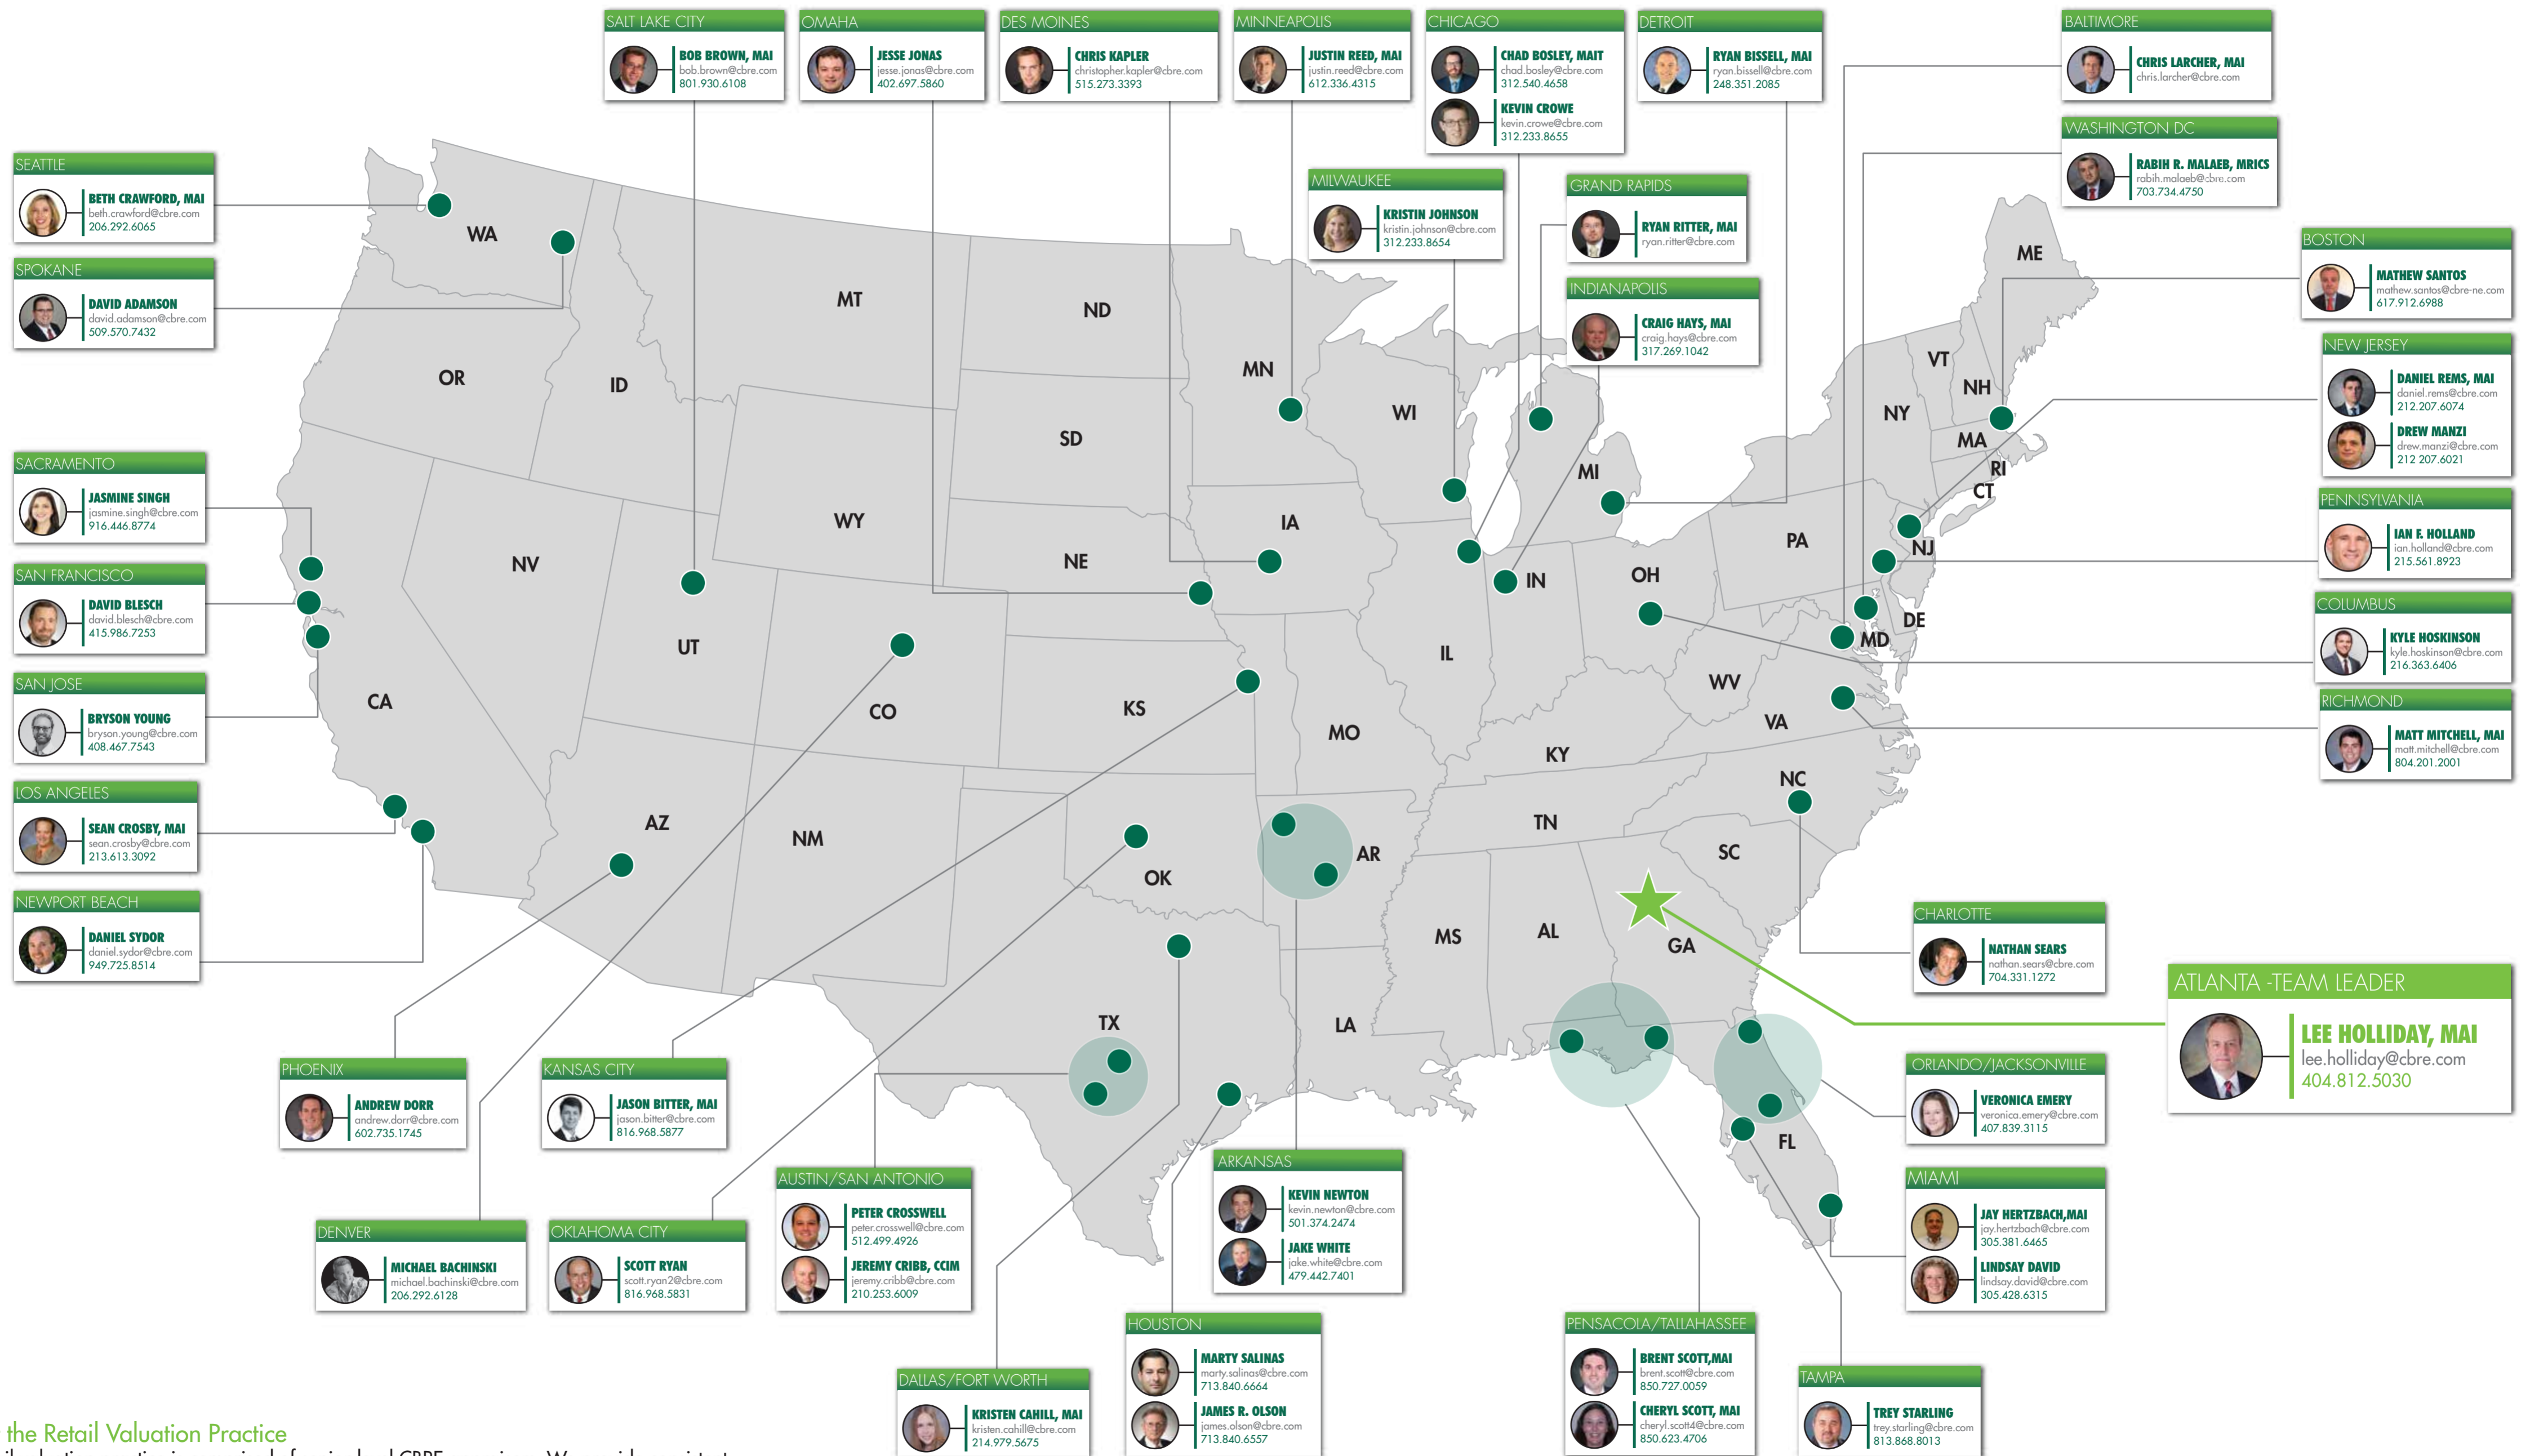 SALT LAKE CITY
BOB BROWN, MAI
bob.brown@cbre.com
801.930.6108
OMAHA
JESSE JONAS
jesse.jonas@cbre.com
402.697.5860
DES MOINES
CHRIS KAPLER
christopher.kapler@cbre.com
515.273.3393
MINNEAPOLIS
JUSTIN REED, MAI
justin.reed@cbre.com
612.336.4315
CHICAGO
CHAD BOSLEY, MAIT
chad.bosley@cbre.com
312.540.4658
KEVIN CROWE
kevin.crowe@cbre.com
312.233.8655
DETROIT
RYAN BISSELL, MAI
ryan.bissell@cbre.com
248.351.2085
BALTIMORE
CHRIS LARCHER, MAI
chris.larcher@cbre.com
WASHINGTON DC
RABIH R. MALAEB, MRICS
rabih.malaeb@cbre.com
703.734.4750
SEATTLE
BETH CRAWFORD, MAI
beth.crawford@cbre.com
206.292.6065
SPOKANE
DAVID ADAMSON
david.adamson@cbre.com
509.570.7432
MILWAUKEE
KRISTIN JOHNSON
kristin.johnson@cbre.com
312.233.8654
GRAND RAPIDS
RYAN RITTER, MAI
ryan.ritter@cbre.com
INDIANAPOLIS
CRAIG HAYS, MAI
craig.hays@cbre.com
317.269.1042
BOSTON
MATHEW SANTOS
mathew.santos@cbre-ne.com
617.912.6988
NEW JERSEY
DANIEL REMS, MAI
daniel.rems@cbre.com
212.207.6074
DREW MANZI
drew.manzi@cbre.com
212 207.6021
PENNSYLVANIA
IAN F. HOLLAND
ian.holland@cbre.com
215.561.8923
COLUMBUS
KYLE HOSKINSON
kyle.hoskinson@cbre.com
216.363.6406
RICHMOND
MATT MITCHELL, MAI
matt.mitchell@cbre.com
804.201.2001
SACRAMENTO
JASMINE SINGH
jasmine.singh@cbre.com
916.446.8774
SAN FRANCISCO
DAVID BLESCH
david.blesch@cbre.com
415.986.7253
SAN JOSE
BRYSON YOUNG
bryson.young@cbre.com
408.467.7543
LOS ANGELES
SEAN CROSBY, MAI
sean.crosby@cbre.com
213.613.3092
NEWPORT BEACH
DANIEL SYDOR
daniel.sydor@cbre.com
949.725.8514
WA
MT
ND
ME
OR
ID
MN
WI
VT
NH
NY
MA
RI
CT
SD
MI
WY
IA
NE
NV
PA
NJ
IN
OH
DE
MD
UT
IL
CA
CO
KS
WV
VA
MO
KY
NC
AZ
NM
TN
SC
AR
OK
MS
AL
GA
TX
LA
FL
CHARLOTTE
NATHAN SEARS
nathan.sears@cbre.com
704.331.1272
ATLANTA -TEAM LEADER
LEE HOLLIDAY, MAI
lee.holliday@cbre.com
404.812.5030
ORLANDO/JACKSONVILLE
VERONICA EMERY
veronica.emery@cbre.com
407.839.3115
MIAMI
JAY HERTZBACH,MAI
jay.hertzbach@cbre.com
305.381.6465
LINDSAY DAVID
lindsay.david@cbre.com
305.428.6315
PHOENIX
ANDREW DORR
andrew.dorr@cbre.com
602.735.1745
KANSAS CITY
JASON BITTER, MAI
jason.bitter@cbre.com
816.968.5877
DENVER
MICHAEL BACHINSKI
michael.bachinski@cbre.com
206.292.6128
OKLAHOMA CITY
SCOTT RYAN
scott.ryan2@cbre.com
816.968.5831
AUSTIN/SAN ANTONIO
PETER CROSSWELL
peter.crosswell@cbre.com
512.499.4926
JEREMY CRIBB, CCIM
jeremy.cribb@cbre.com
210.253.6009
ARKANSAS
KEVIN NEWTON
kevin.newton@cbre.com
501.374.2474
JAKE WHITE
jake.white@cbre.com
479.442.7401
DALLAS/FORT WORTH
KRISTEN CAHILL, MAI
kristen.cahill@cbre.com
214.979.5675
HOUSTON
MARTY SALINAS
marty.salinas@cbre.com
713.840.6664
JAMES R. OLSON
james.olson@cbre.com
713.840.6557
PENSACOLA/TALLAHASSEE
BRENT SCOTT,MAI
brent.scott@cbre.com
850.727.0059
CHERYL SCOTT, MAI
cheryl.scott4@cbre.com
850.623.4706
TAMPA
TREY STARLING
trey.starling@cbre.com
813.868.8013
the Retail Valuation Practice